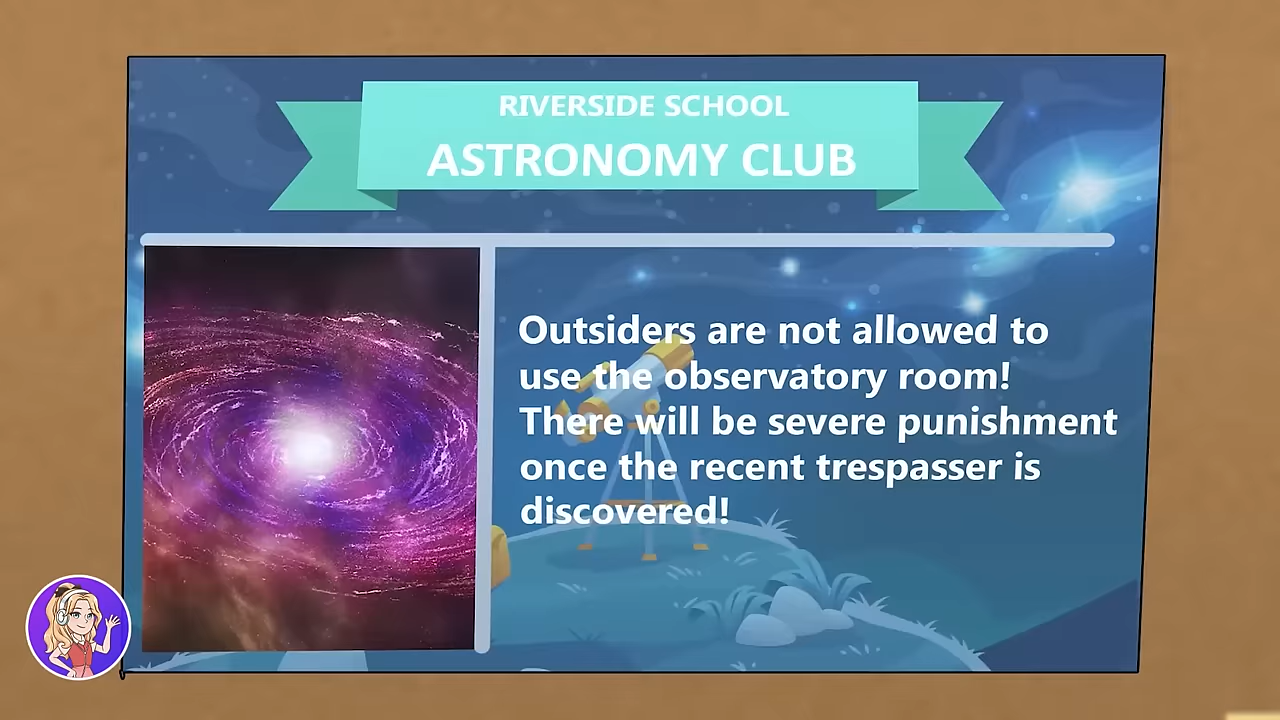 RIVERSIDE SCHOOL
ASTRONOMY CLUB
Outsiders are not allowed to
use the observatory room!
There will be severe punishment
once the recent trespasser is
discovered!